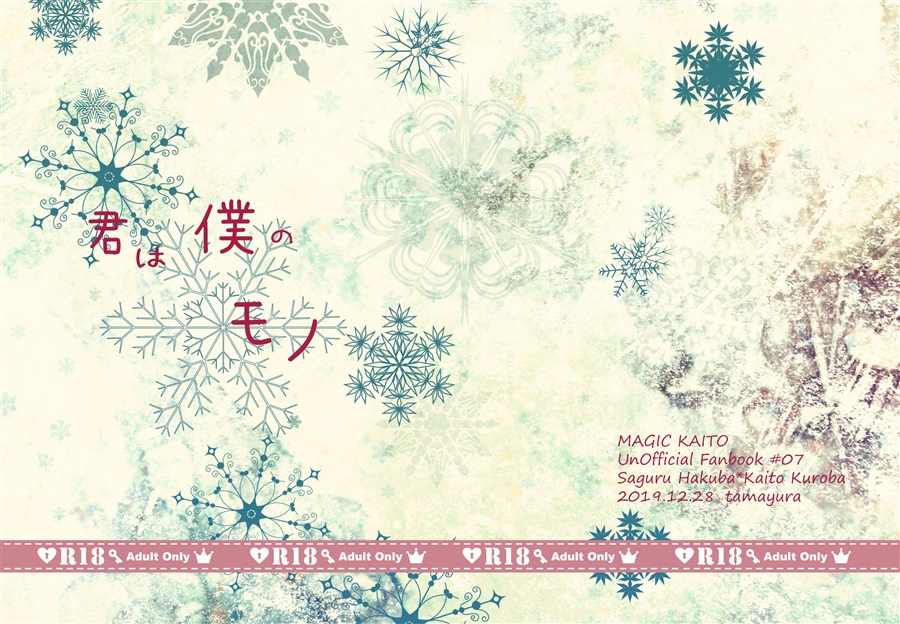 君は僕の
モノ
MAGIC KAITO
UnOfficial Fanbook #07
Saguru Hakuba*Kaito Kuroba
2019.12.28 tamayura
R18 Adult Only R18 Adult Only R18 Adult Only R18 Adult Only